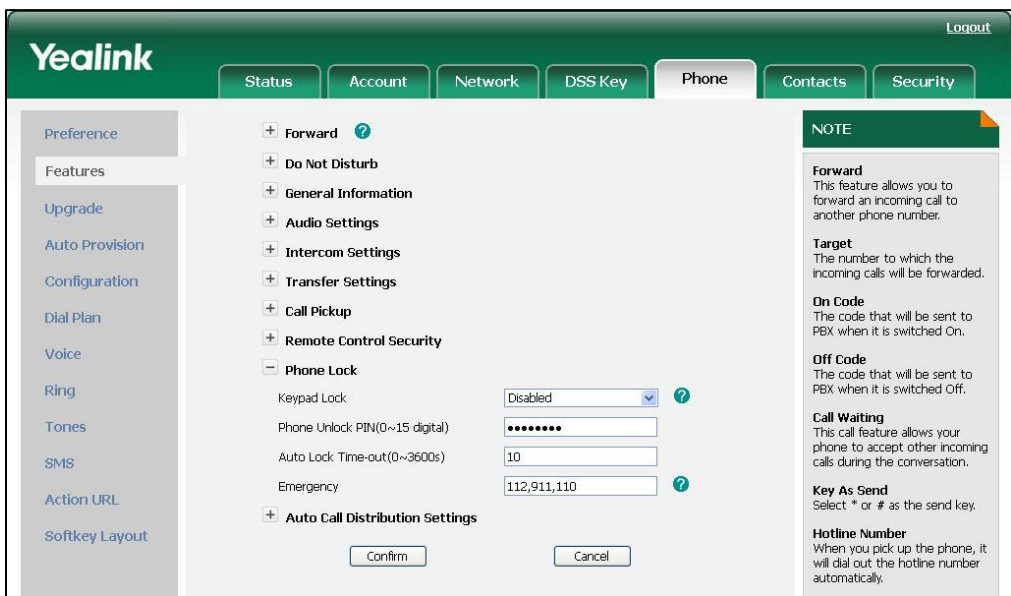 Logout
Yealink
Status Account Network DSS Key Phone Contacts Security
Preference
Features
Upgrade
Auto Provision
Configuration
Dial Plan
Voice
Ring
Tones
SMS
Action URL
Softkey Layout
+ Forward ?
+ Do Not Disturb
+ General Information
+ Audio Settings
+ Intercom Settings
+ Transfer Settings
+ Call Pickup
+ Remote Control Security
− Phone Lock
Keypad Lock Disabled ?
Phone Unlock PIN(0~15 digital) ••••••••
Auto Lock Time-out(0~3600s) 10
Emergency 112,911,110 ?
+ Auto Call Distribution Settings
Confirm Cancel
NOTE
Forward
This feature allows you to
forward an incoming call to
another phone number.
Target
The number to which the
incoming calls will be forwarded.
On Code
The code that will be sent to
PBX when it is switched On.
Off Code
The code that will be sent to
PBX when it is switched Off.
Call Waiting
This call feature allows your
phone to accept other incoming
calls during the conversation.
Key As Send
Select * or # as the send key.
Hotline Number
When you pick up the phone, it
will dial out the hotline number
automatically.